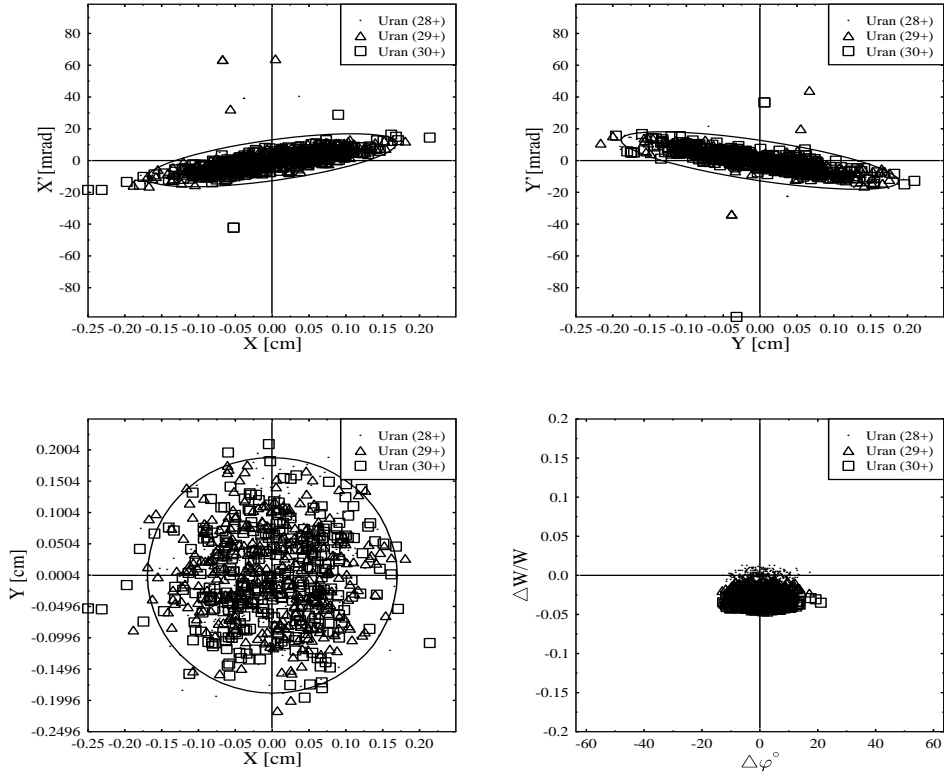 Uran (28+)
Uran (29+)
Uran (30+)
80
60
40
20
0
-20
-40
-60
-80
X' [mrad]
-0.25 -0.20 -0.15 -0.10 -0.05 0.00 0.05 0.10 0.15 0.20
X [cm]
Uran (28+)
Uran (29+)
Uran (30+)
80
60
40
20
0
-20
-40
-60
-80
Y' [mrad]
-0.25 -0.20 -0.15 -0.10 -0.05 0.00 0.05 0.10 0.15 0.20
Y [cm]
Uran (28+)
Uran (29+)
Uran (30+)
0.2004
0.1504
0.1004
0.0504
0.0004
-0.0496
-0.0996
-0.1496
-0.1996
-0.2496
Y [cm]
-0.25 -0.20 -0.15 -0.10 -0.05 0.00 0.05 0.10 0.15 0.20
X [cm]
Uran (28+)
Uran (29+)
Uran (30+)
0.2
0.15
0.1
0.05
0.0
-0.05
-0.1
-0.15
-0.2
△W/W
-60 -40 -20 0 20 40 60
△φ°